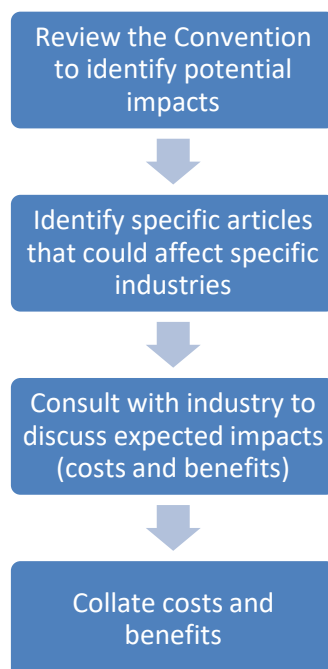 Review the Convention
to identify potential
impacts
Identify specific articles
that could affect specific
industries
Consult with industry to
discuss expected impacts
(costs and benefits)
Collate costs and
benefits